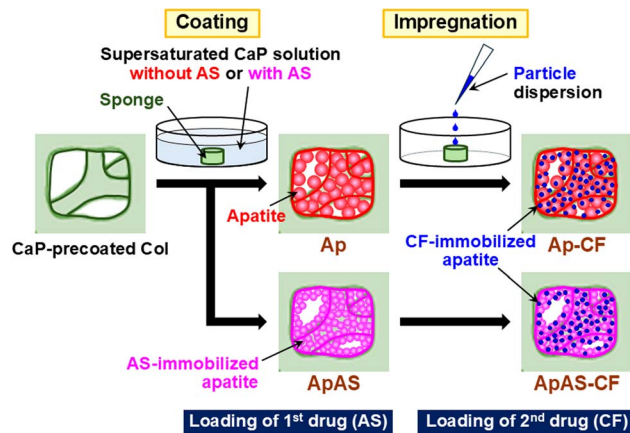 Coating
Impregnation
Supersaturated CaP solution
without AS or with AS
Sponge
Particle
dispersion
CaP-precoated Col
Apatite
Ap
CF-immobilized
apatite
Ap-CF
AS-immobilized
apatite
ApAS
ApAS-CF
Loading of 1st drug (AS)
Loading of 2nd drug (CF)